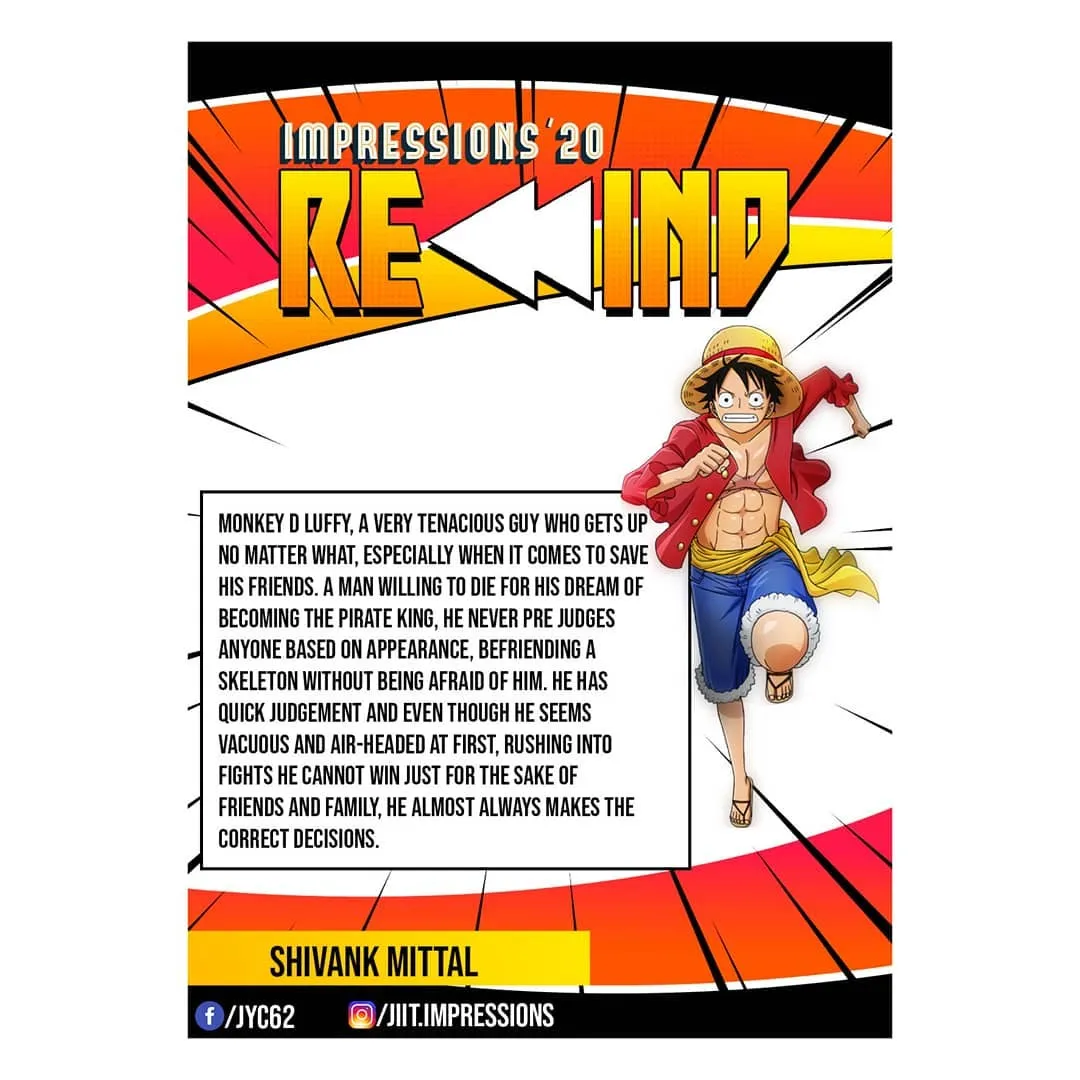 IMPRESSIONS '20
REWIND
MONKEY D LUFFY, A VERY TENACIOUS GUY WHO GETS UP
NO MATTER WHAT, ESPECIALLY WHEN IT COMES TO SAVE
HIS FRIENDS. A MAN WILLING TO DIE FOR HIS DREAM OF
BECOMING THE PIRATE KING, HE NEVER PRE JUDGES
ANYONE BASED ON APPEARANCE, BEFRIENDING A
SKELETON WITHOUT BEING AFRAID OF HIM. HE HAS
QUICK JUDGEMENT AND EVEN THOUGH HE SEEMS
VACUOUS AND AIR-HEADED AT FIRST, RUSHING INTO
FIGHTS HE CANNOT WIN JUST FOR THE SAKE OF
FRIENDS AND FAMILY, HE ALMOST ALWAYS MAKES THE
CORRECT DECISIONS.
SHIVANK MITTAL
/JYC62 /JIIT.IMPRESSIONS